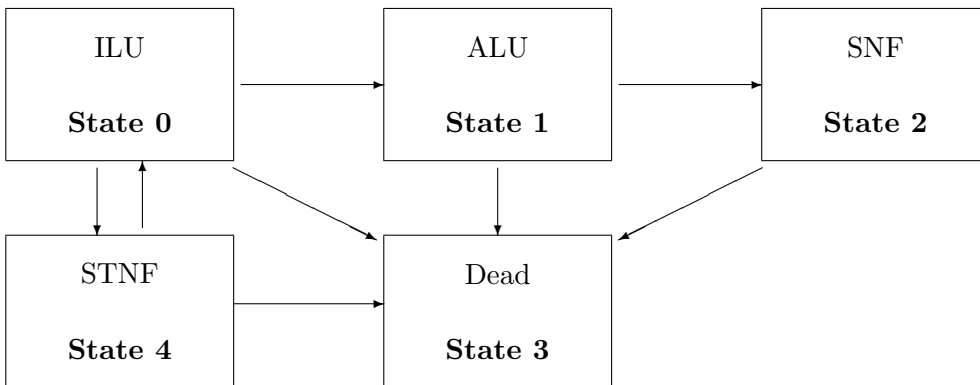 ILU
State 0
ALU
State 1
SNF
State 2
STNF
State 4
Dead
State 3